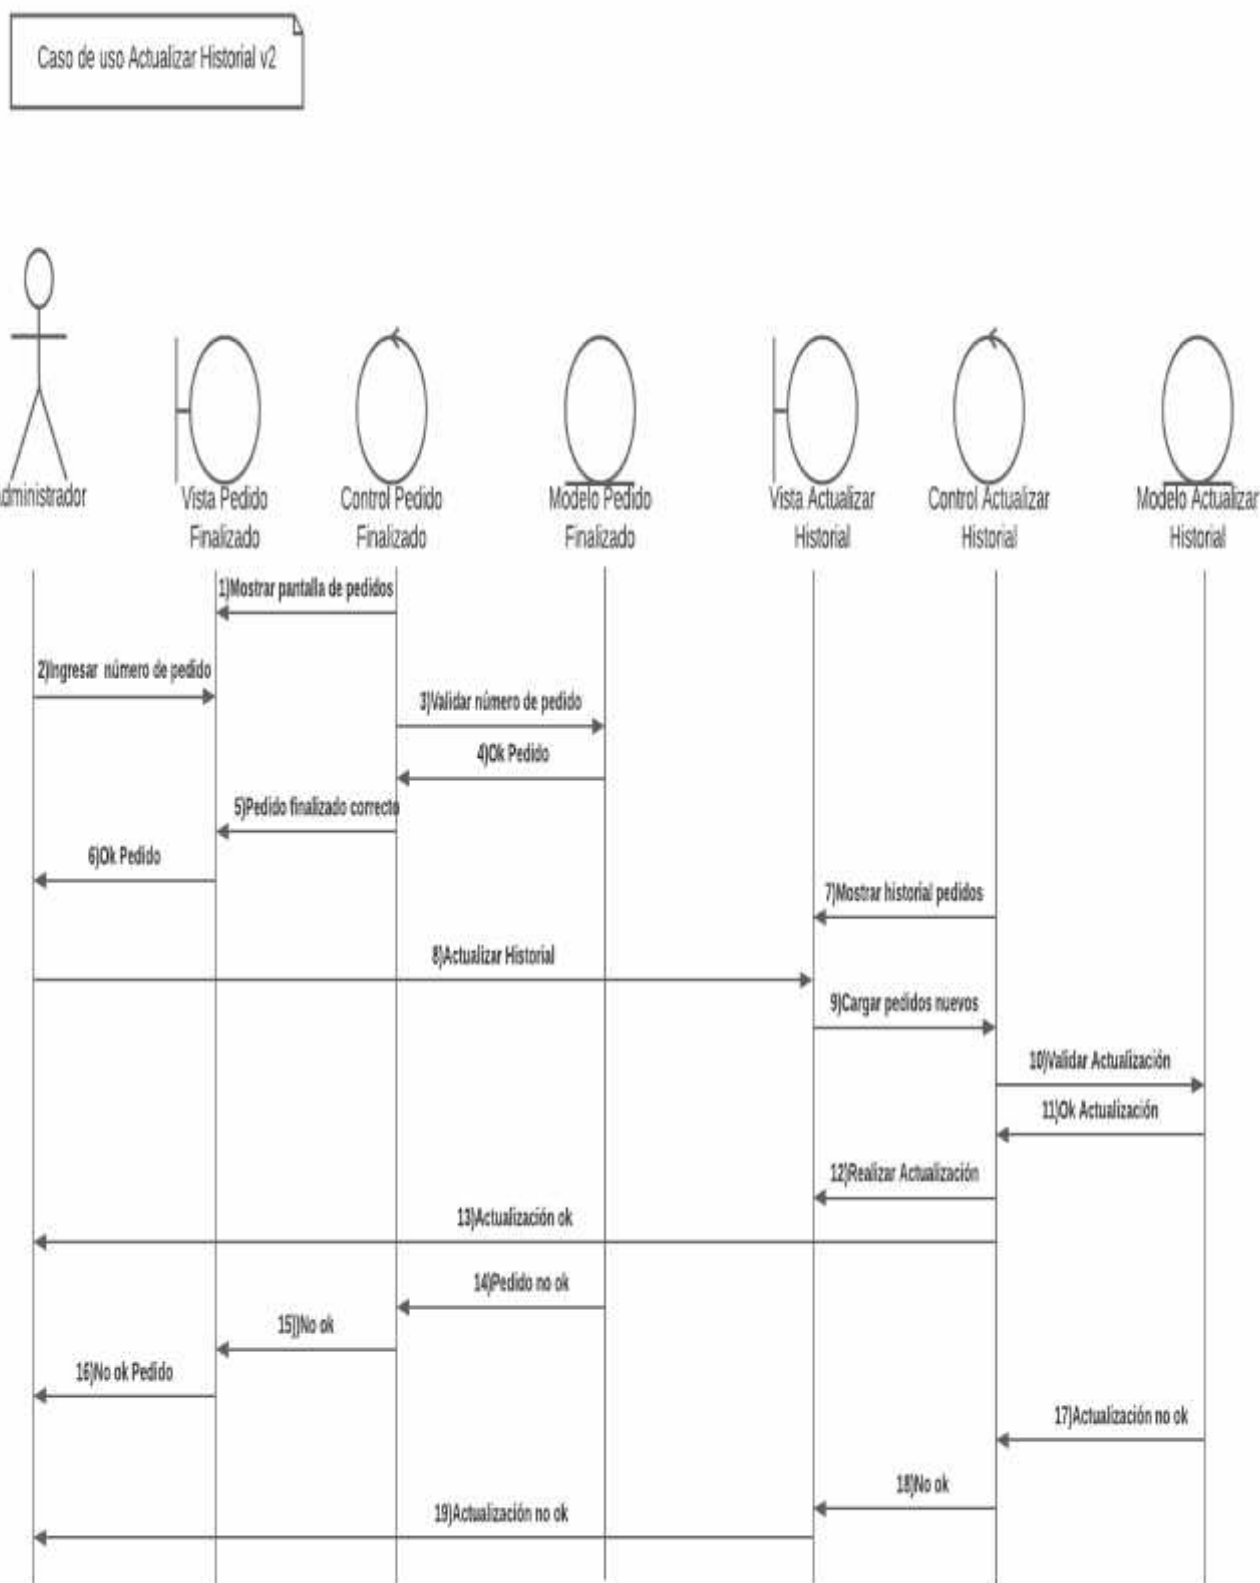 Caso de uso Actualizar Historial v2
dministrador
Vista Pedido
Finalizado
Control Pedido
Finalizado
Modelo Pedido
Finalizado
Vista Actualizar
Historial
Control Actualizar
Historial
Modelo Actualizar
Historial
1)Mostrar pantalla de pedidos
2)Ingresar número de pedido
3)Validar número de pedido
4)Ok Pedido
5)Pedido finalizado correcto
6)Ok Pedido
7)Mostrar historial pedidos
8)Actualizar Historial
9)Cargar pedidos nuevos
10)Validar Actualización
11)Ok Actualización
12)Realizar Actualización
13)Actualización ok
14)Pedido no ok
15))No ok
16)No ok Pedido
17)Actualización no ok
18)No ok
19)Actualización no ok